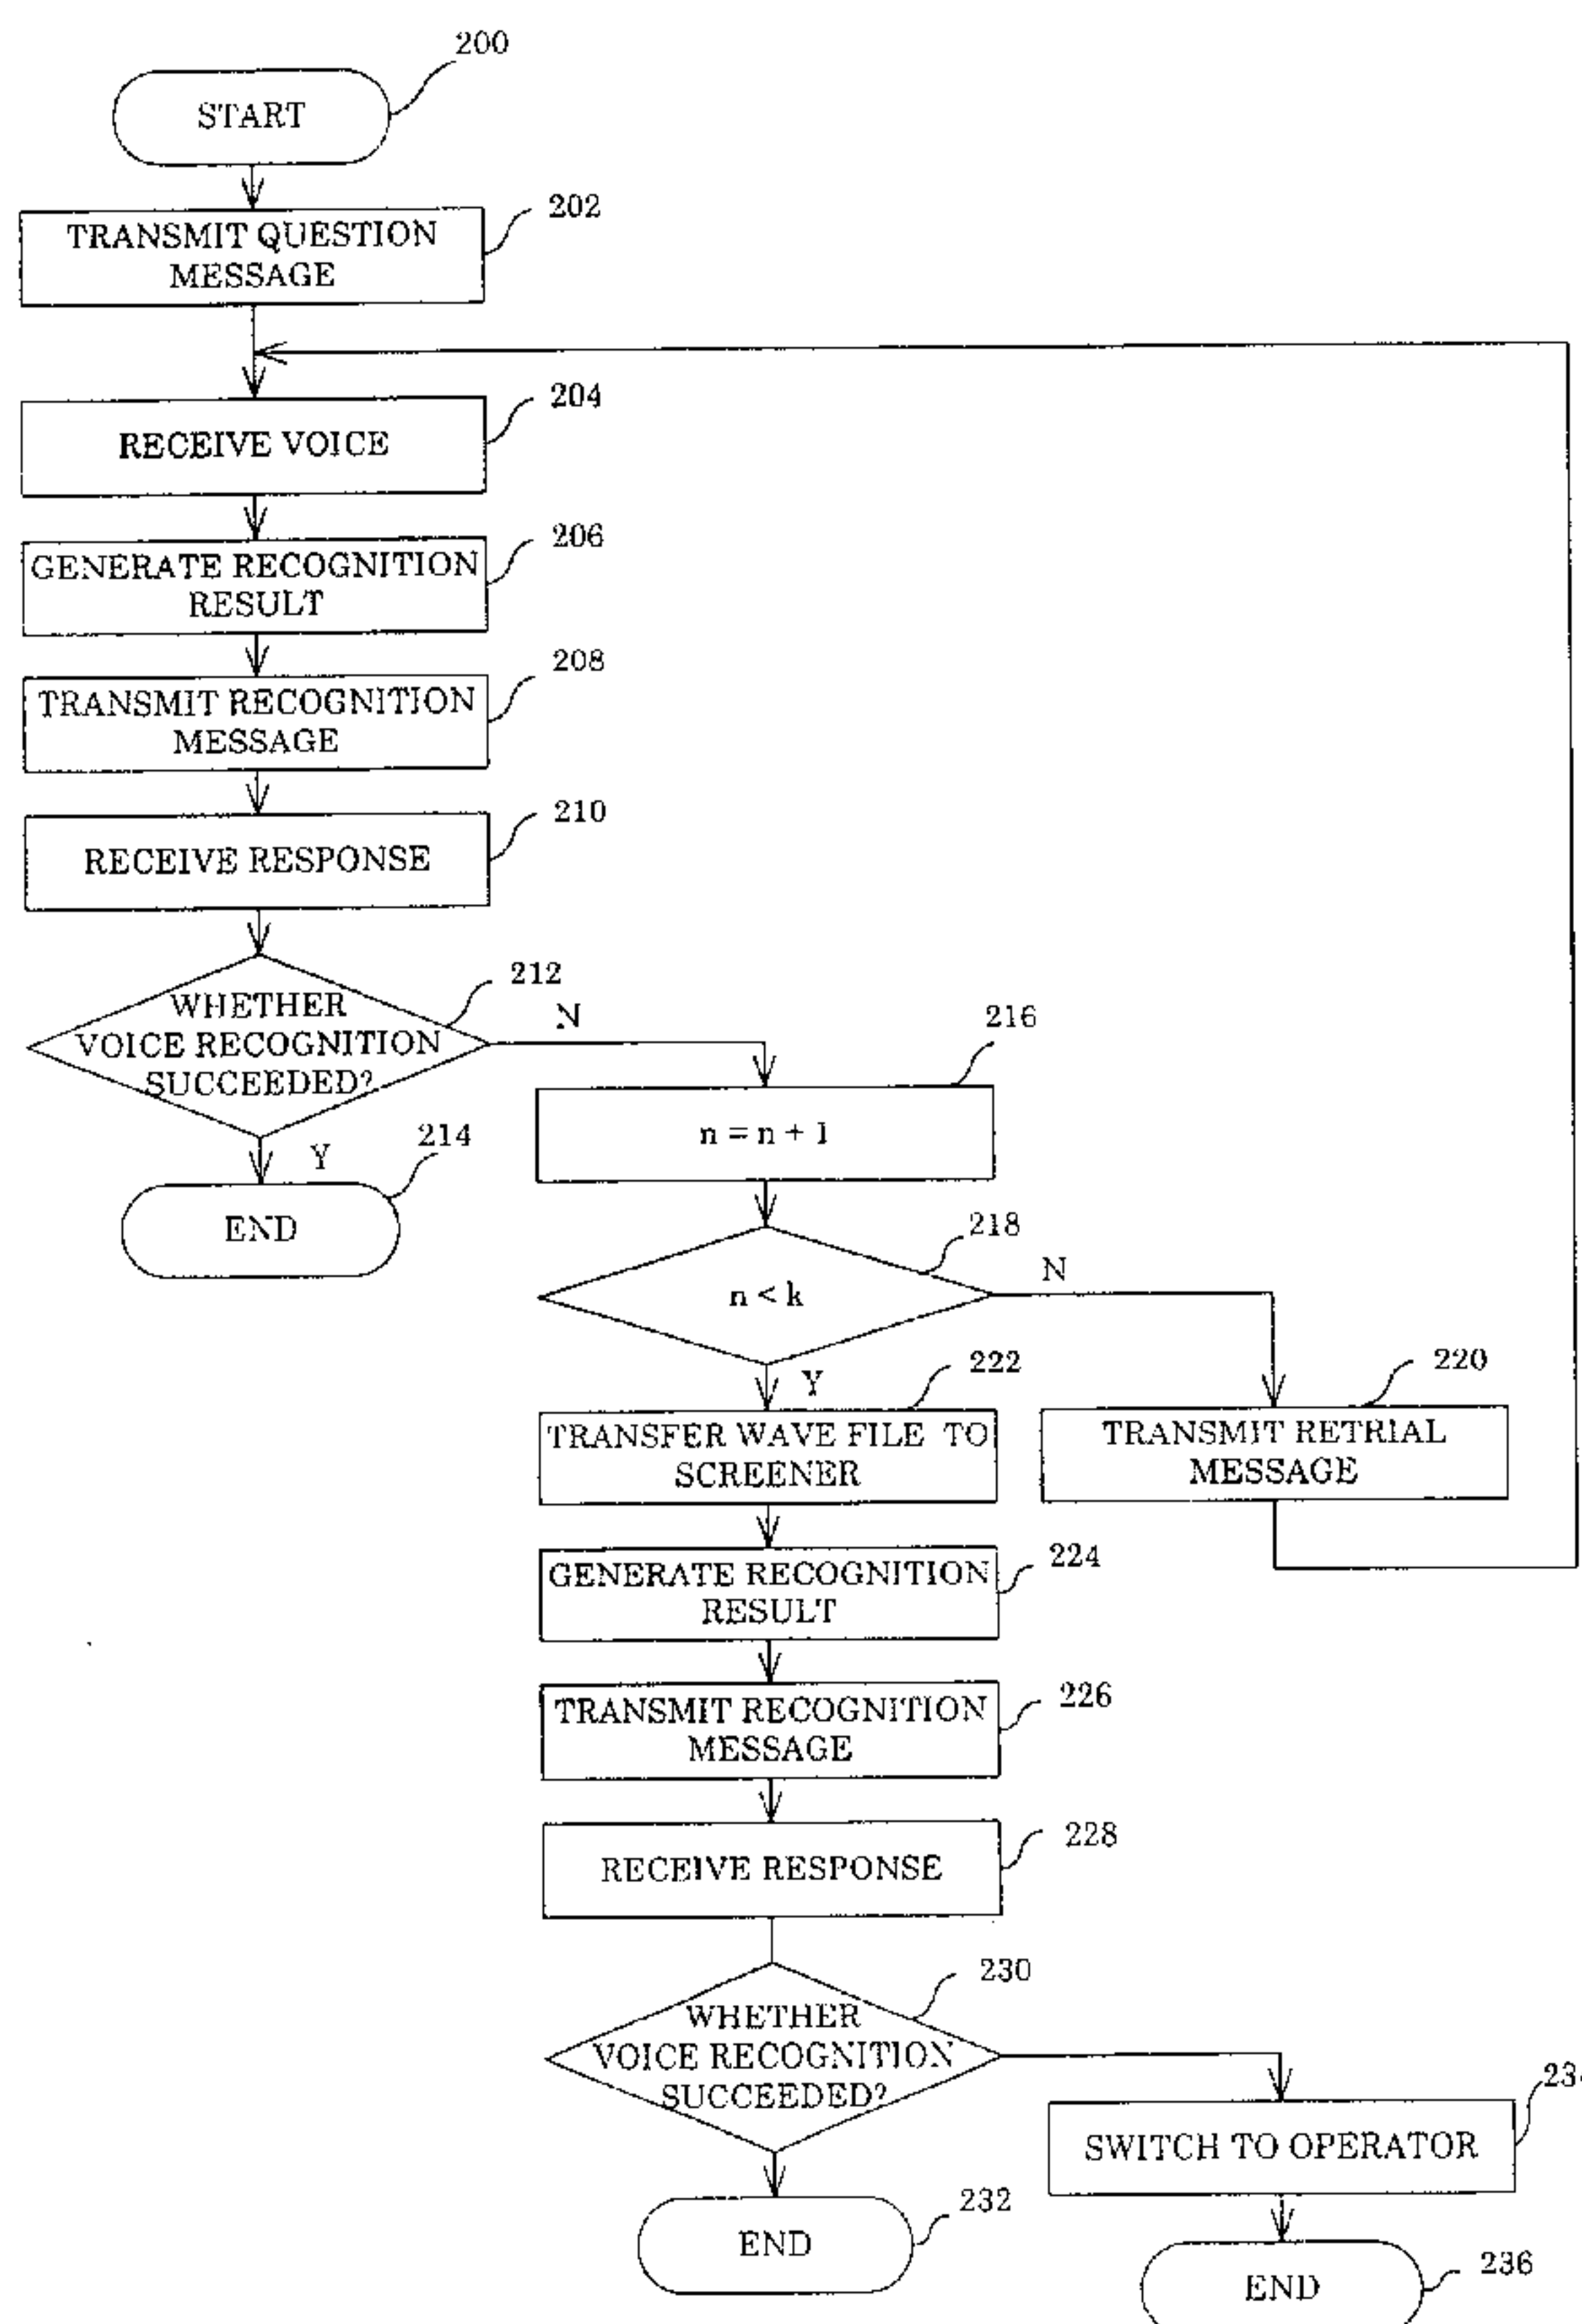 200
START
202
TRANSMIT QUESTION
MESSAGE
204
RECEIVE VOICE
206
GENERATE RECOGNITION
RESULT
208
TRANSMIT RECOGNITION
MESSAGE
210
RECEIVE RESPONSE
212
WHETHER
VOICE RECOGNITION
SUCCEEDED?
N
Y
214
END
216
n = n + 1
218
n < k
N
Y
220
TRANSMIT RETRIAL
MESSAGE
222
TRANSFER WAVE FILE TO
SCREENER
224
GENERATE RECOGNITION
RESULT
226
TRANSMIT RECOGNITION
MESSAGE
228
RECEIVE RESPONSE
230
WHETHER
VOICE RECOGNITION
SUCCEEDED?
SWITCH TO OPERATOR
232
END
236
END